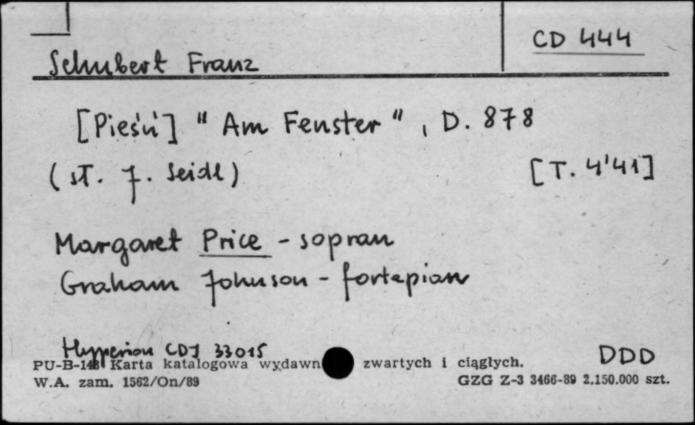 CD 444
Schubert Franz
[Pieśń] "Am Fenster", D. 878
(sł. J. Seidl) [T. 4'41]
Margaret Price - sopran
Graham Johnson - fortepian
Hyperion CDJ 33015 DDD
PU-B-148 Karta katalogowa wydawn zwartych i ciągłych.
W.A. zam. 1562/On/89 GZG Z-3 3466-89 2.150.000 szt.